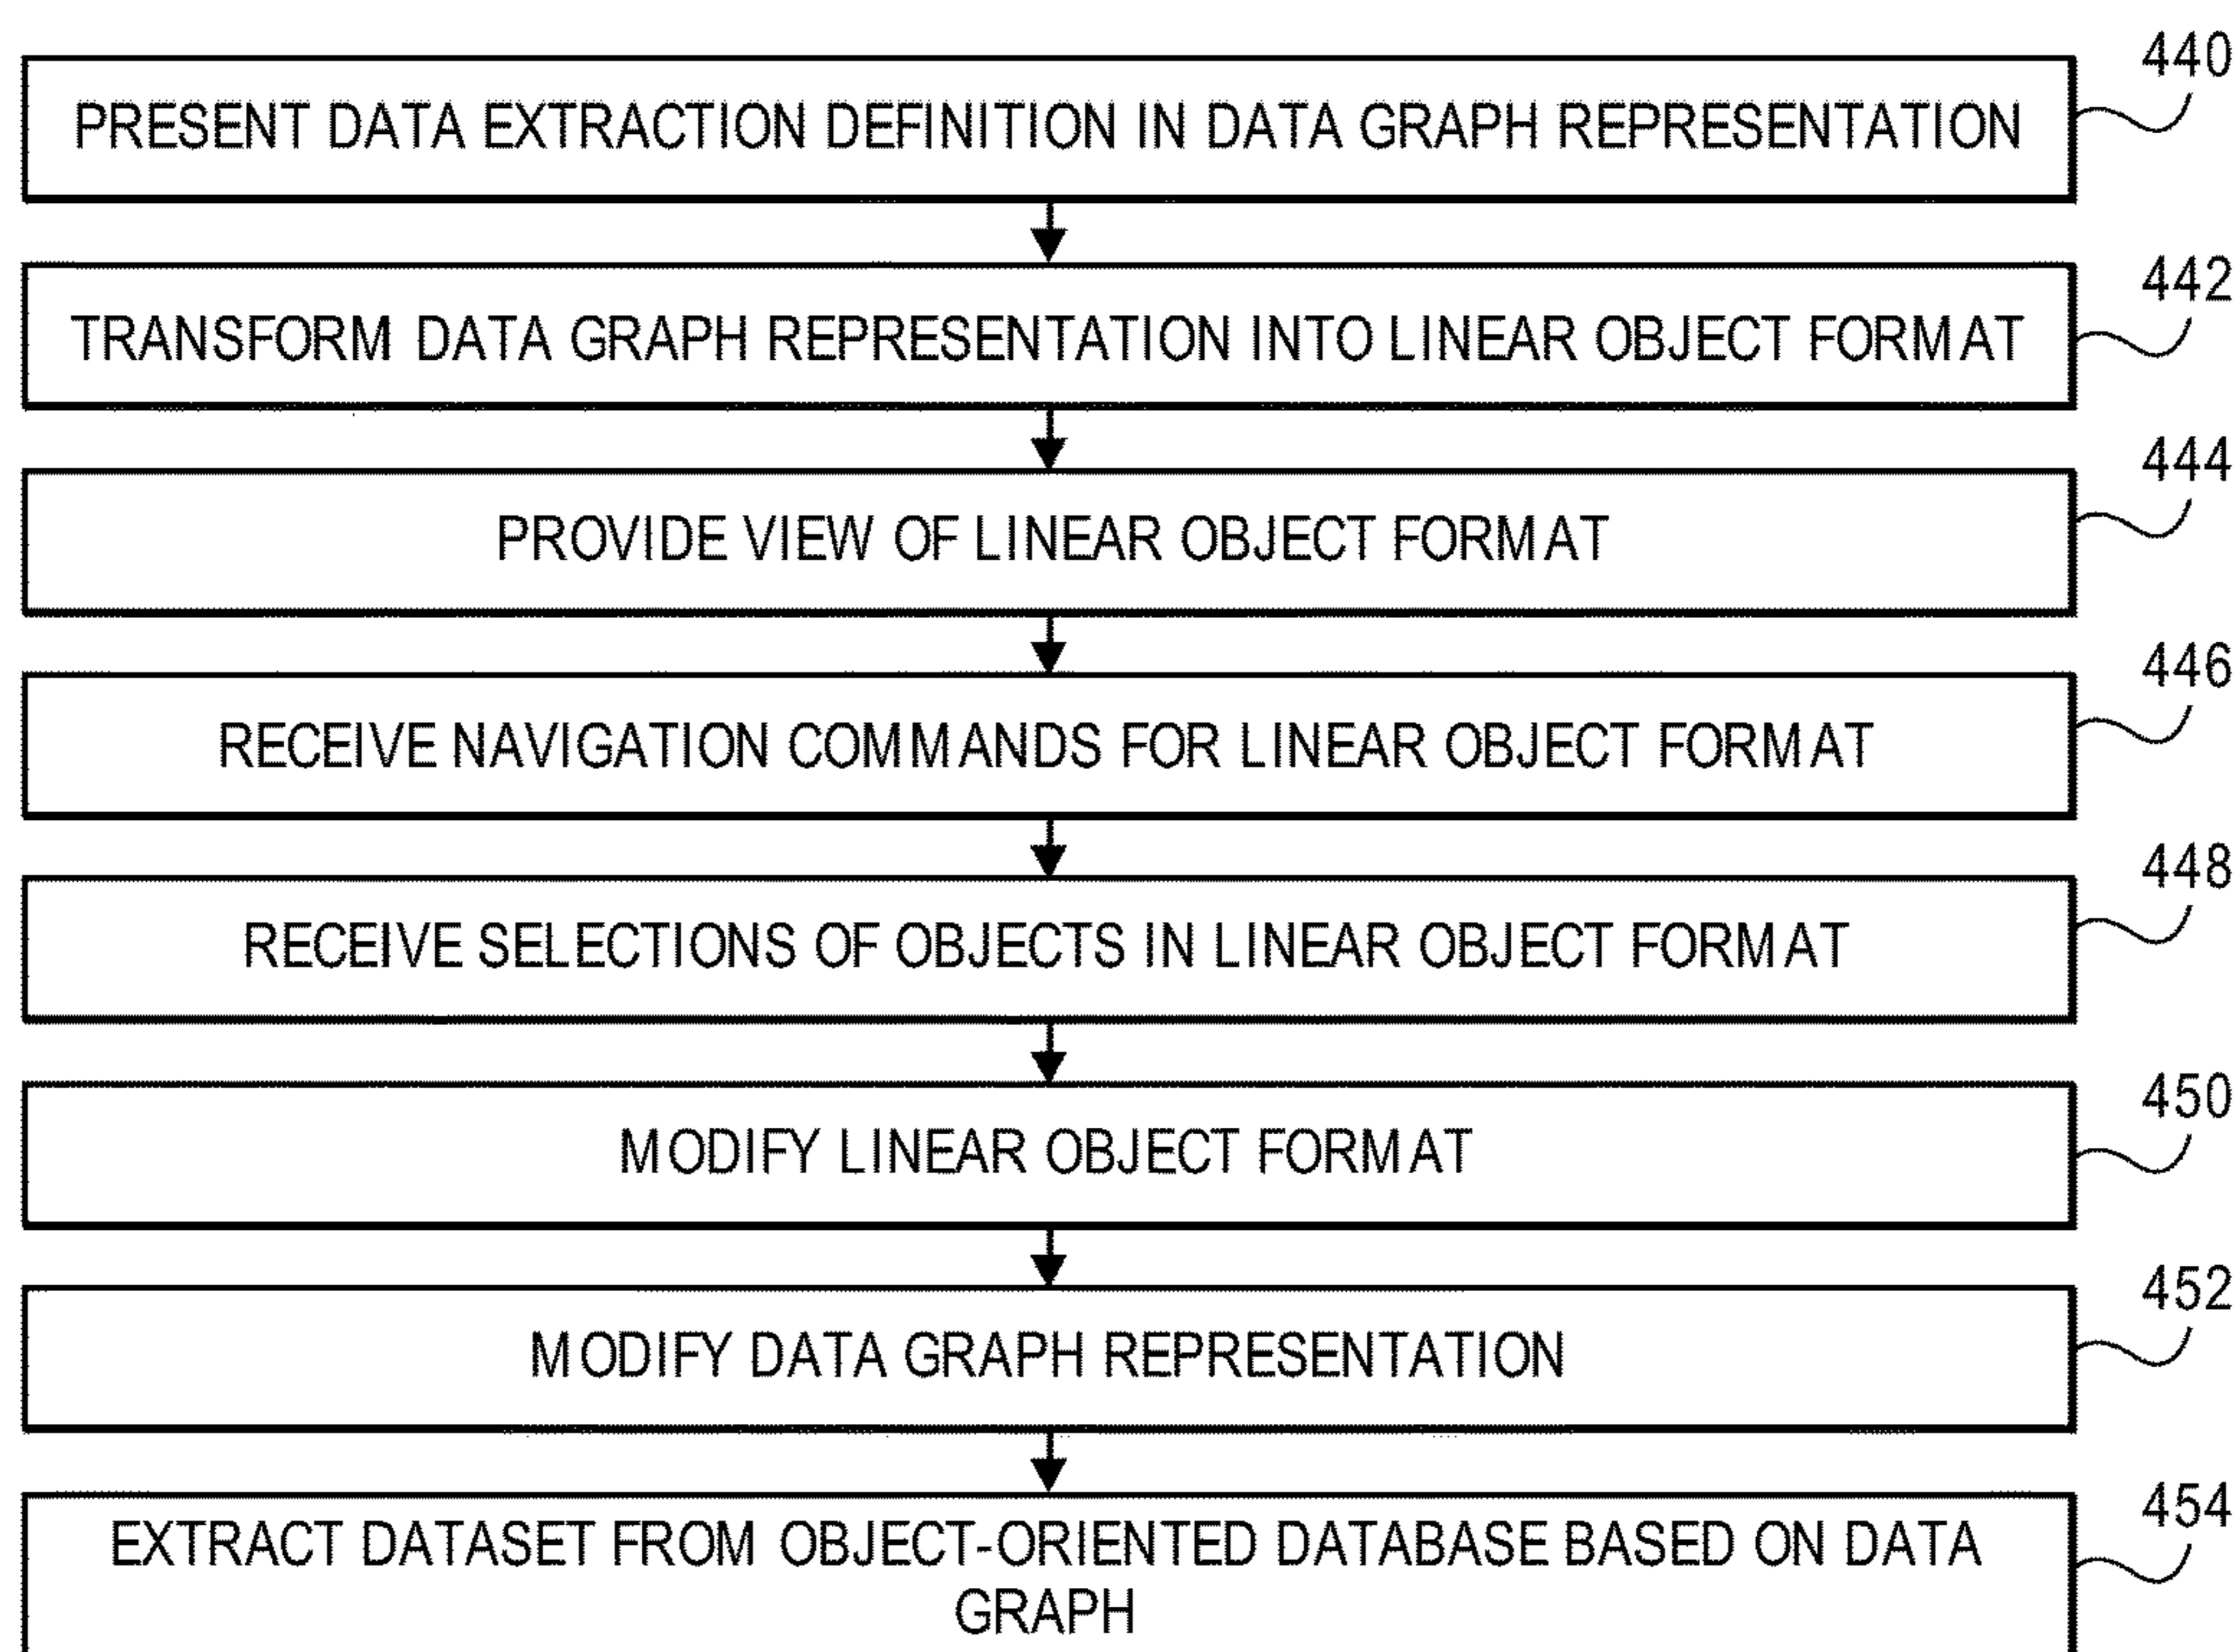 440
PRESENT DATA EXTRACTION DEFINITION IN DATA GRAPH REPRESENTATION
442
TRANSFORM DATA GRAPH REPRESENTATION INTO LINEAR OBJECT FORMAT
444
PROVIDE VIEW OF LINEAR OBJECT FORMAT
446
RECEIVE NAVIGATION COMMANDS FOR LINEAR OBJECT FORMAT
448
RECEIVE SELECTIONS OF OBJECTS IN LINEAR OBJECT FORMAT
450
MODIFY LINEAR OBJECT FORMAT
452
MODIFY DATA GRAPH REPRESENTATION
454
EXTRACT DATASET FROM OBJECT-ORIENTED DATABASE BASED ON DATA
GRAPH